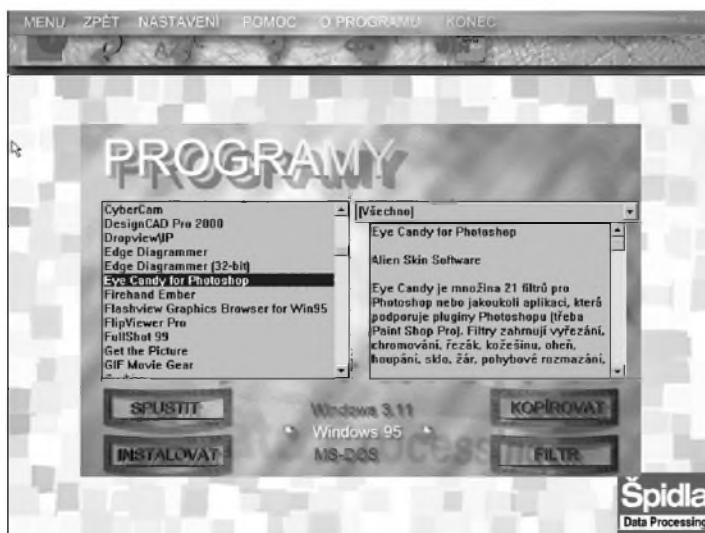 MENU ZPĚT NASTAVENÍ POMOC O PROGRAMU KONEC
PROGRAMY
CyberCam
DesignCAD Pro 2000
Dropview\IP
Edge Diagrammer
Edge Diagrammer (32-bit)
Eye Candy for Photoshop
Firehand Ember
Flashview Graphics Browser for Win95
FlipViewer Pro
FullShot 99
Get the Picture
GIF Movie Gear
[Všechno]
Eye Candy for Photoshop
Alien Skin Software
Eye Candy je množina 21 filtrů pro
Photoshop nebo jakoukoli aplikaci, která
podporuje pluginy Photoshopu (třeba
Paint Shop Pro). Filtry zahrnují vyřezání,
chromování, řezák, kožešinu, oheň,
houpání, sklo, žár, pohybové rozmazání,
SPUSTIT
INSTALOVAT
Windows 3.11
Windows 95
MS-DOS
KOPÍROVAT
FILTR
Špidla
Data Processing